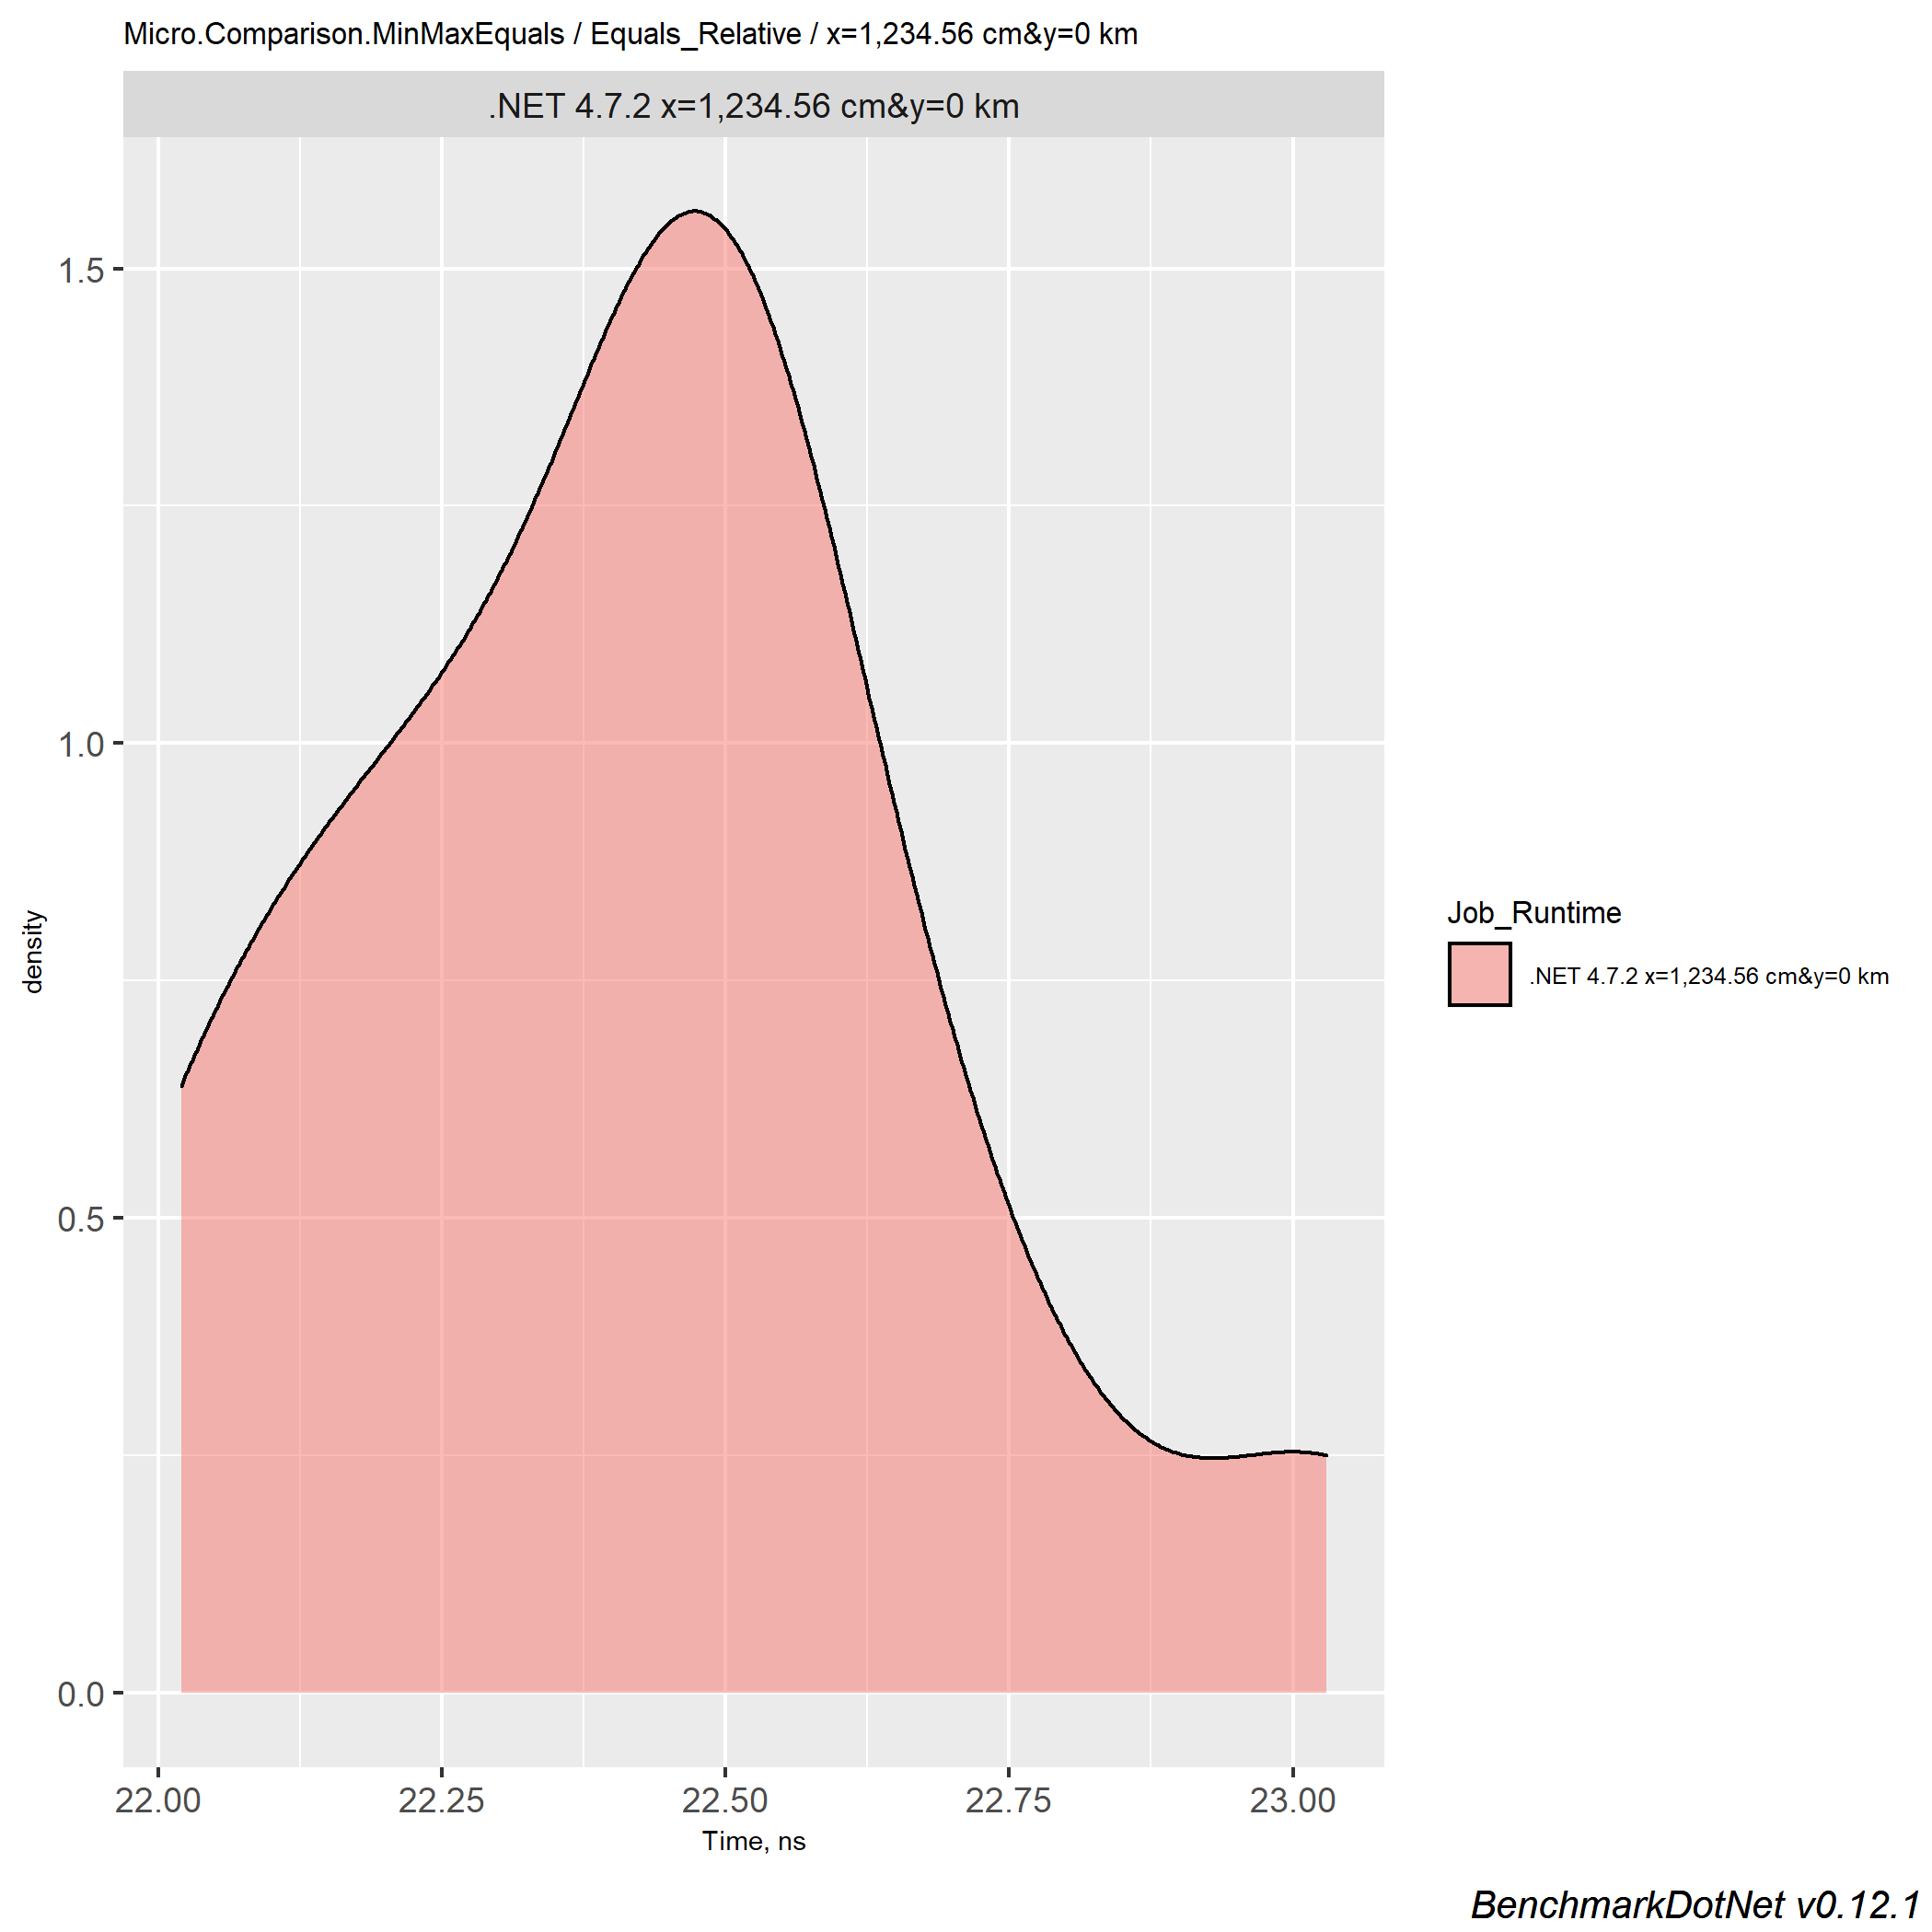 Micro.Comparison.MinMaxEquals / Equals_Relative / x=1,234.56 cm&y=0 km
.NET 4.7.2 x=1,234.56 cm&y=0 km
1.5
1.0
0.5
0.0
density
22.00 22.25 22.50 22.75 23.00
Time, ns
Job_Runtime
.NET 4.7.2 x=1,234.56 cm&y=0 km
BenchmarkDotNet v0.12.1